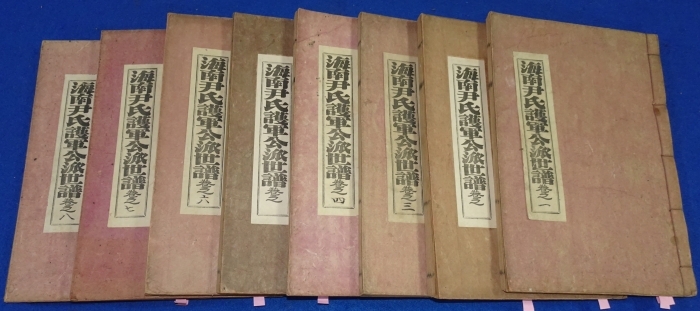 海南尹氏護軍公派世譜 卷之一
海南尹氏護軍公派世譜 卷之
海南尹氏護軍公派世譜 卷之三
海南尹氏護軍公派世譜 卷之四
海南尹氏護軍公派世譜 卷之
海南尹氏護軍公派世譜 卷之六
海南尹氏護軍公派世譜 卷之七
海南尹氏護軍公派世譜 卷之八